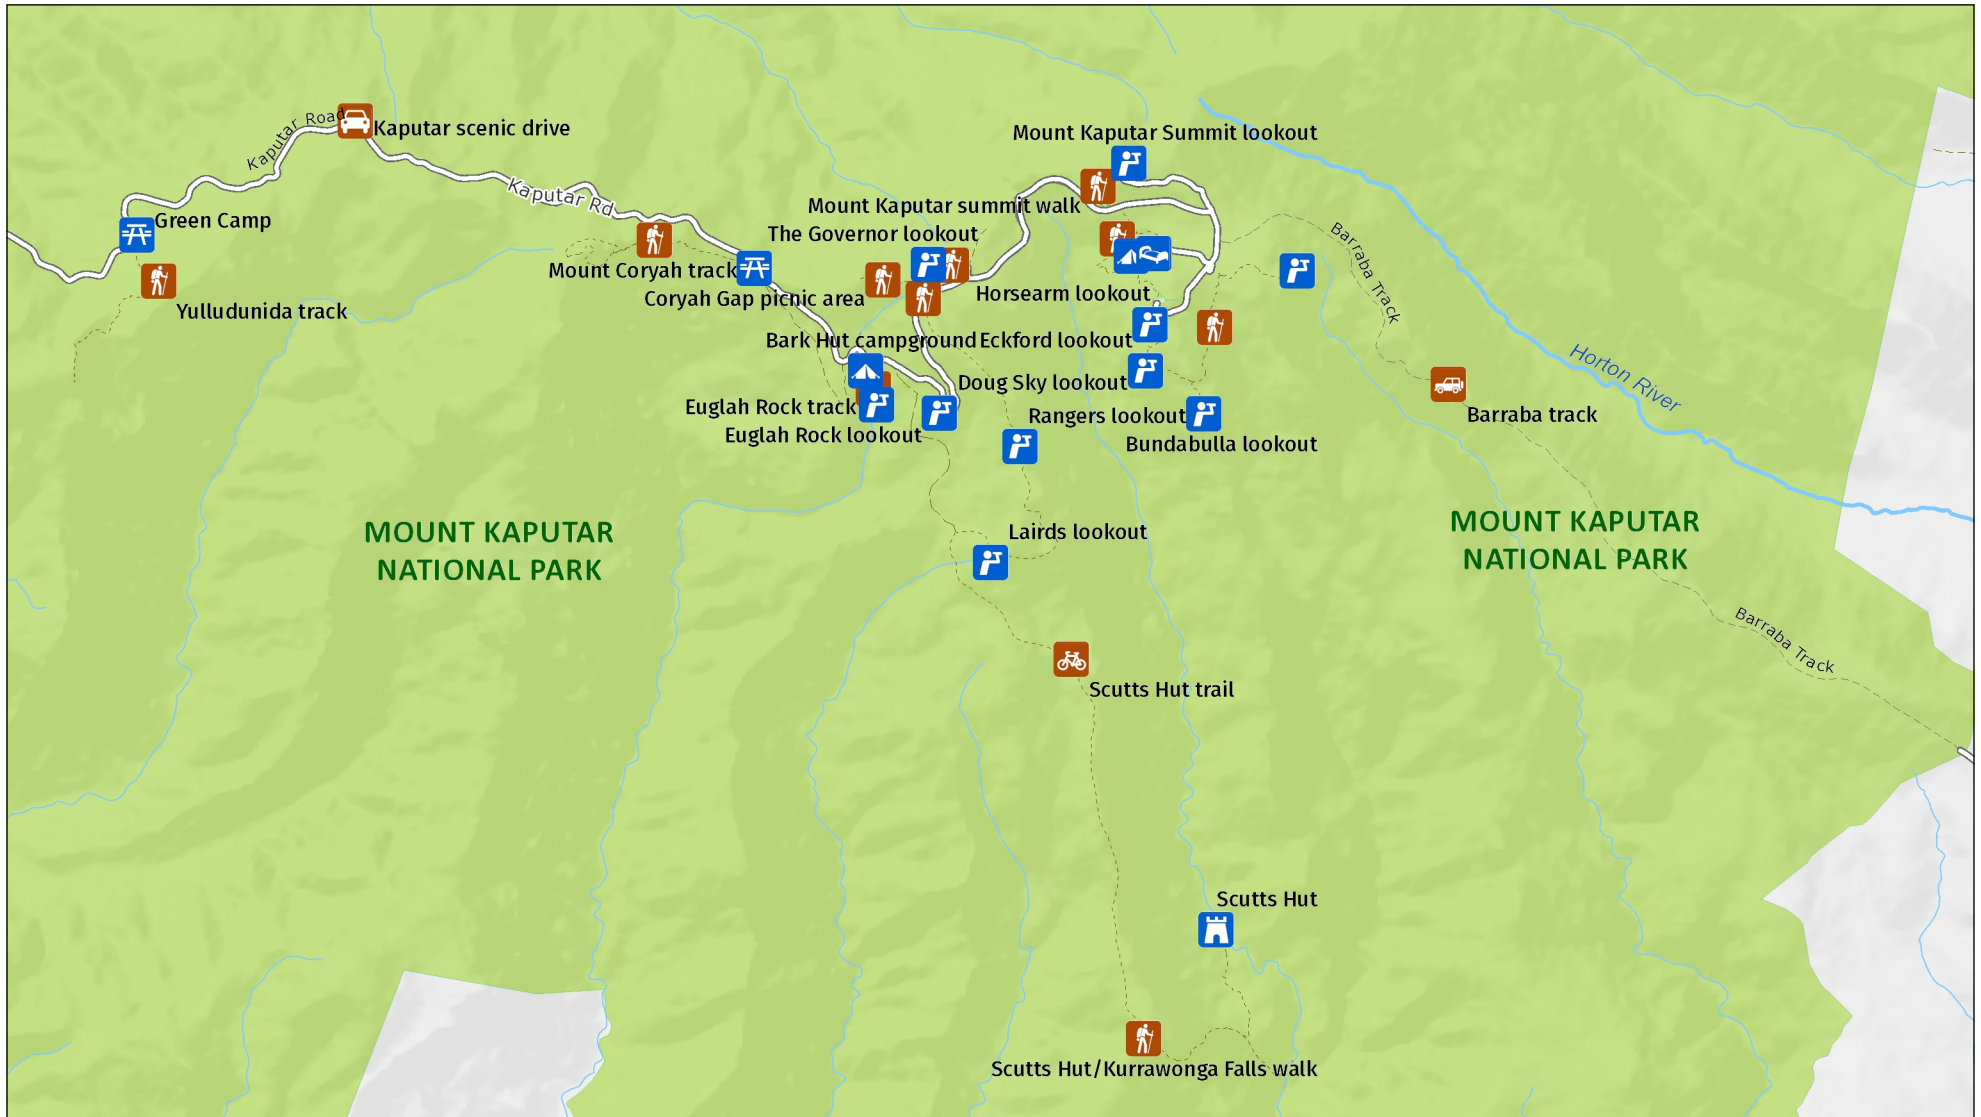 Kaputar Road
Kaputar scenic drive
Mount Kaputar Summit lookout
Kaputar Rd
Mount Kaputar summit walk
Green Camp
The Governor lookout
Barraba Track
Mount Coryah track
Horsearm lookout
Coryah Gap picnic area
Yulludunida track
Bark Hut campground
Eckford lookout
Horton River
Doug Sky lookout
Euglah Rock track
Rangers lookout
Barraba track
Euglah Rock lookout
Bundabulla lookout
MOUNT KAPUTAR
NATIONAL PARK
Lairds lookout
MOUNT KAPUTAR
NATIONAL PARK
Barraba Track
Scutts Hut trail
Scutts Hut
Scutts Hut/Kurrawonga Falls walk